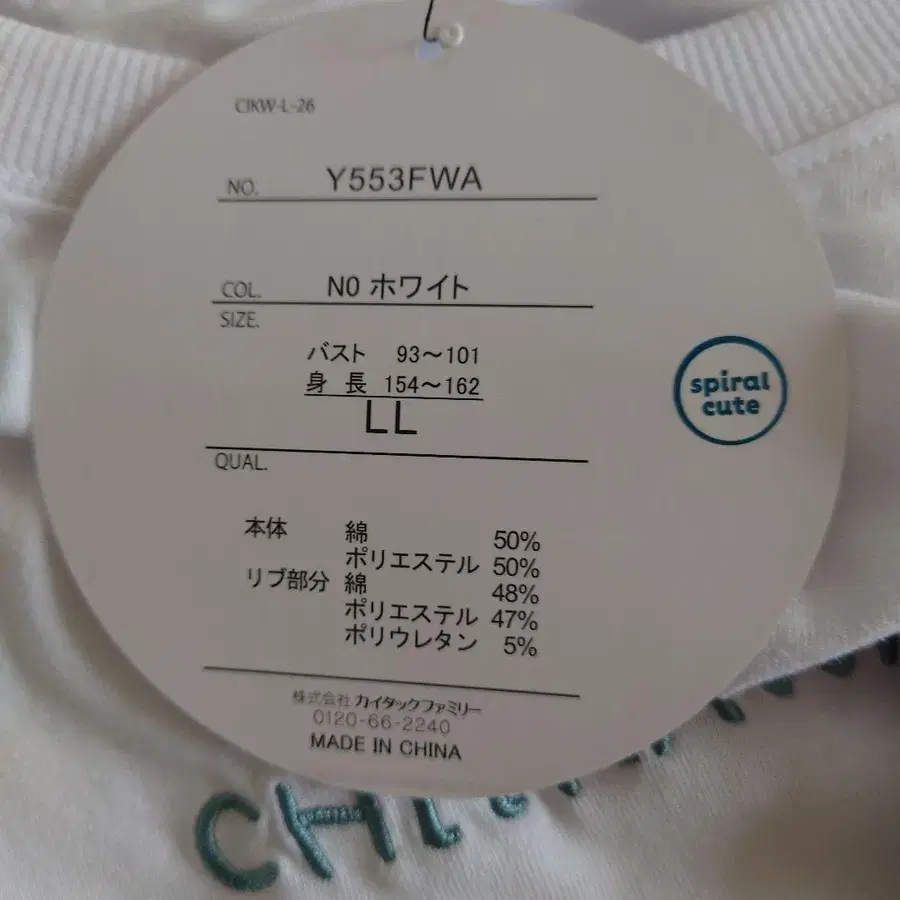 CIKW-L-26
NO. Y553FWA
COL. N0 ホワイト
SIZE.
バスト 93〜101
身 長 154〜162
LL
spiral
cute
QUAL.
本体 綿 50%
ポリエステル 50%
リブ部分 綿 48%
ポリエステル 47%
ポリウレタン 5%
株式会社 カイタックファミリー
0120-66-2240
MADE IN CHINA